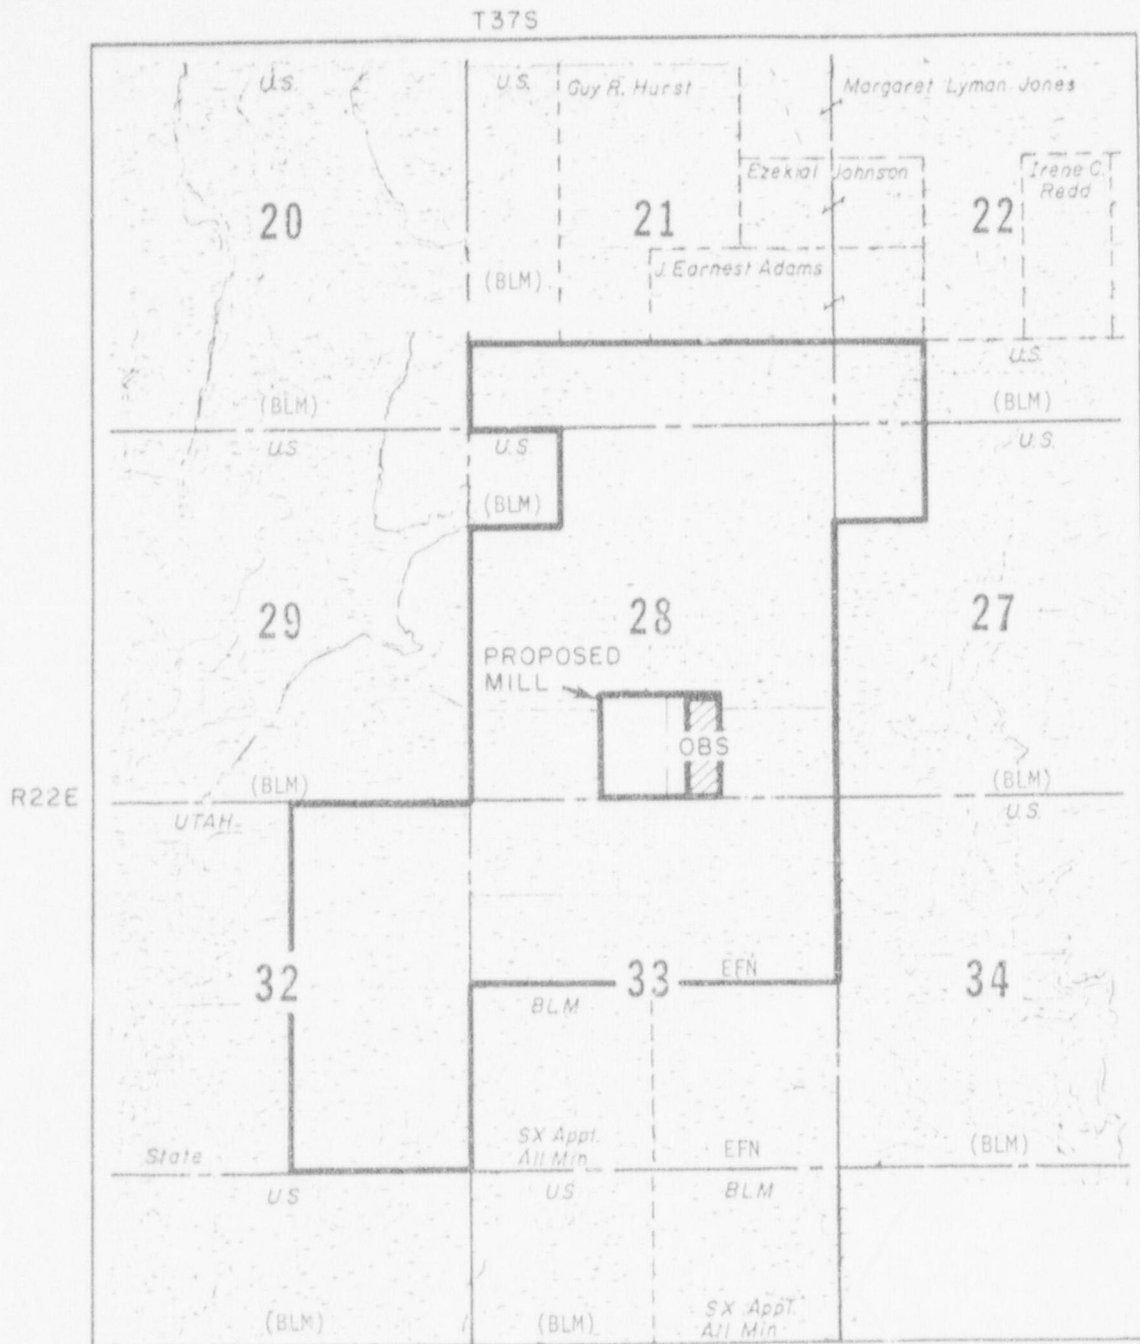 T37S
U.S.
U.S.
Guy R. Hurst
Margaret Lyman Jones
Ezekial Johnson
Irene C.
Redd
20
21
22
J. Earnest Adams
(BLM)
U.S.
(BLM)
(BLM)
U.S.
U.S
U.S.
(BLM)
29
28
27
PROPOSED
MILL
OBS
R22E
(BLM)
(BLM)
UTAH
U.S.
32
33
EFN
34
BLM
SX Appt.
All Min
EFN
(BLM)
State
US
US
BLM
SX Appt.
All Min
(BLM)
(BLM)